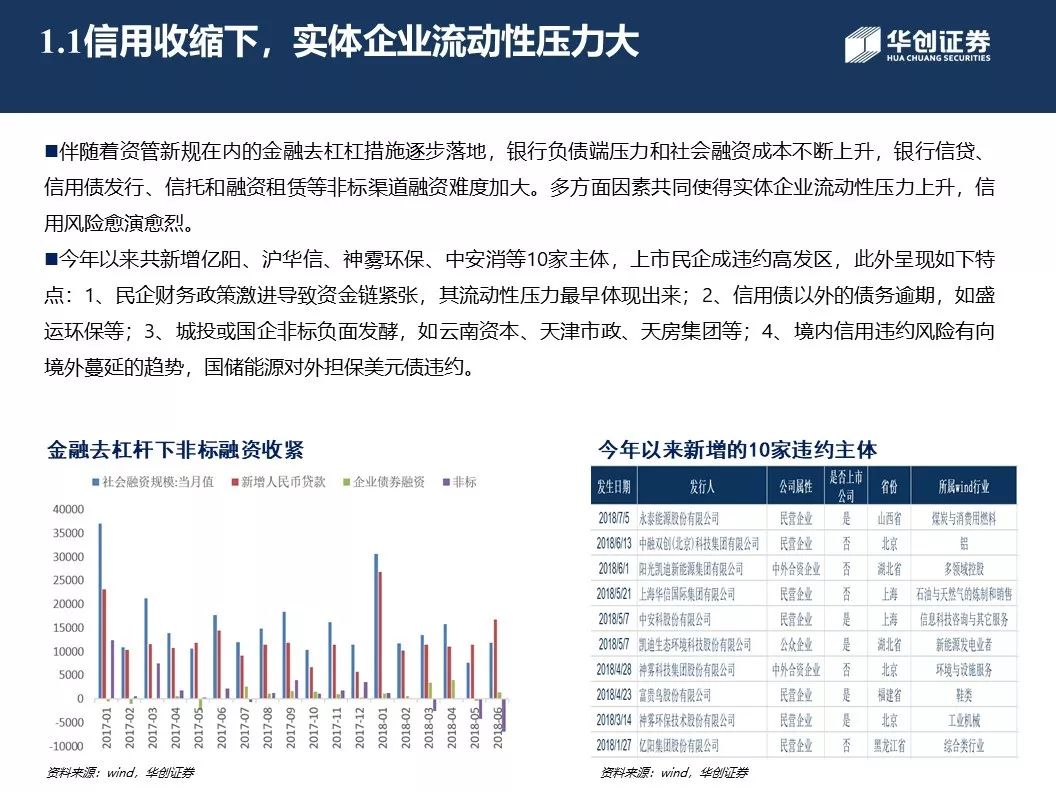 1.1信用收缩下，实体企业流动性压力大
华创证券
HUA CHUANG SECURITIES
■伴随着资管新规在内的金融去杠杠措施逐步落地，银行负债端压力和社会融资成本不断上升，银行信贷、
信用债发行、信托和融资租赁等非标渠道融资难度加大。多方面因素共同使得实体企业流动性压力上升，信
用风险愈演愈烈。
■今年以来共新增亿阳、沪华信、神雾环保、中安消等10家主体，上市民企成违约高发区，此外呈现如下特
点：1、民企财务政策激进导致资金链紧张，其流动性压力最早体现出来；2、信用债以外的债务逾期，如盛
运环保等；3、城投或国企非标负面发酵，如云南资本、天津市政、天房集团等；4、境内信用违约风险有向
境外蔓延的趋势，国储能源对外担保美元债违约。
金融去杠杆下非标融资收紧
社会融资规模:当月值 新增人民币贷款 企业债券融资 非标
40000
35000
30000
25000
20000
15000
10000
5000
0
-5000
-10000
2017-01 2017-02 2017-03 2017-04 2017-05 2017-06 2017-07 2017-08 2017-09 2017-10 2017-11 2017-12 2018-01 2018-02 2018-03 2018-04 2018-05 2018-06
资料来源：wind，华创证券
今年以来新增的10家违约主体
发生日期 发行人 公司属性 是否上市公司 省份 所属wind行业
2018/7/5 永泰能源股份有限公司 民营企业 是 山西省 煤炭与消费用燃料
2018/6/13 中融双创(北京)科技集团有限公司 民营企业 否 北京 铝
2018/6/1 阳光凯迪新能源集团有限公司 中外合资企业 否 湖北省 多领域控股
2018/5/21 上海华信国际集团有限公司 民营企业 否 上海 石油与天然气的炼制和销售
2018/5/7 中安科股份有限公司 民营企业 是 上海 信息科技咨询与其它服务
2018/5/7 凯迪生态环境科技股份有限公司 公众企业 是 湖北省 新能源发电业者
2018/4/28 神雾科技集团股份有限公司 中外合资企业 否 北京 环境与设施服务
2018/4/23 富贵鸟股份有限公司 民营企业 是 福建省 鞋类
2018/3/14 神雾环保技术股份有限公司 民营企业 是 北京 工业机械
2018/1/27 亿阳集团股份有限公司 民营企业 否 黑龙江省 综合类行业
资料来源：wind，华创证券